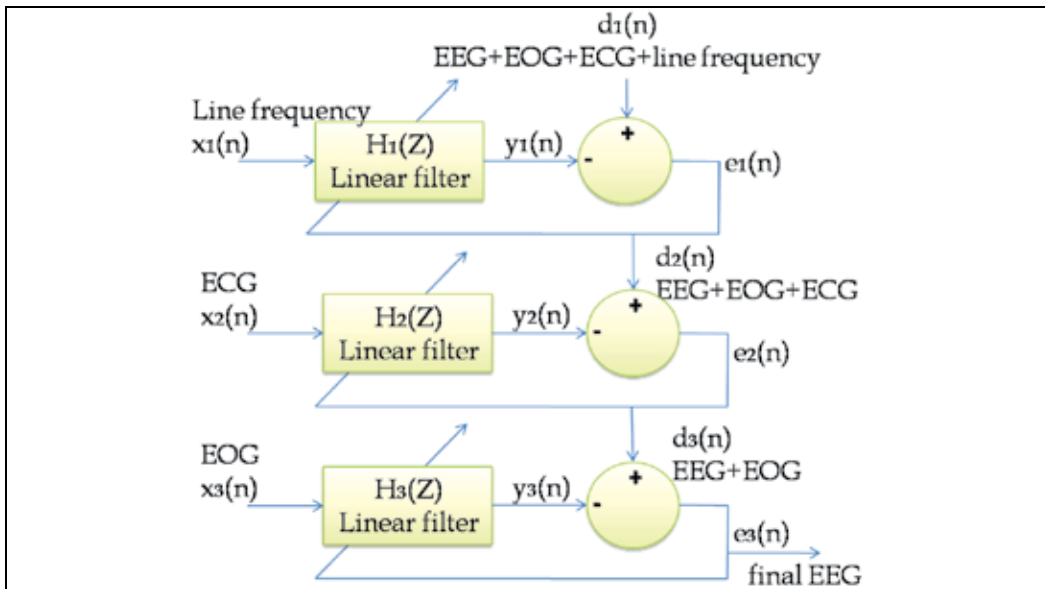 d1(n)
EEG+EOG+ECG+line frequency
Line frequency
x1(n)
H1(Z)
Linear filter
y1(n)
+
-
e1(n)
d2(n)
EEG+EOG+ECG
ECG
x2(n)
H2(Z)
Linear filter
y2(n)
+
-
e2(n)
d3(n)
EEG+EOG
EOG
x3(n)
H3(Z)
Linear filter
y3(n)
+
-
e3(n)
final EEG